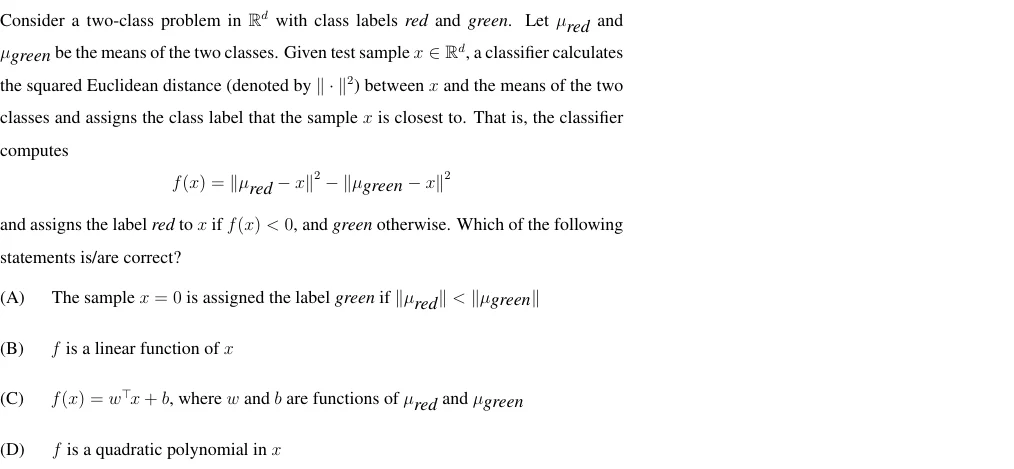 Consider a two-class problem in ℝᵈ with class labels red and green. Let μ_red and
μ_green be the means of the two classes. Given test sample x ∈ ℝᵈ, a classifier calculates
the squared Euclidean distance (denoted by ‖ · ‖²) between x and the means of the two
classes and assigns the class label that the sample x is closest to. That is, the classifier
computes
f(x) = ‖μ_red − x‖² − ‖μ_green − x‖²
and assigns the label red to x if f(x) < 0, and green otherwise. Which of the following
statements is/are correct?
(A) The sample x = 0 is assigned the label green if ‖μ_red‖ < ‖μ_green‖
(B) f is a linear function of x
(C) f(x) = w⊤x + b, where w and b are functions of μ_red and μ_green
(D) f is a quadratic polynomial in x